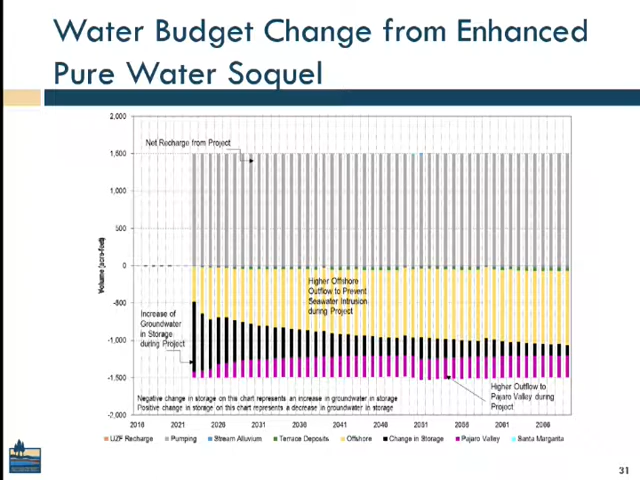 Water Budget Change from Enhanced
Pure Water Soquel
2,000
Net Recharge from Project
1,500
1,000
500
Volume (acre-feet)
0
Higher Offshore
Outflow to Prevent
Seawater Intrusion
during Project
-500
Increase of
Groundwater
in Storage
during Project
-1,000
-1,500
Higher Outflow to
Pajaro Valley during
Project
Negative change in storage on this chart represents an increase in groundwater in storage
Positive change in storage on this chart represents a decrease in groundwater in storage
-2,000
2016 2021 2026 2031 2036 2041 2046 2051 2056 2061 2066
UZF Recharge Pumping Stream Alluvium Terrace Deposits Offshore Change in Storage Pajaro Valley Santa Margarita
31